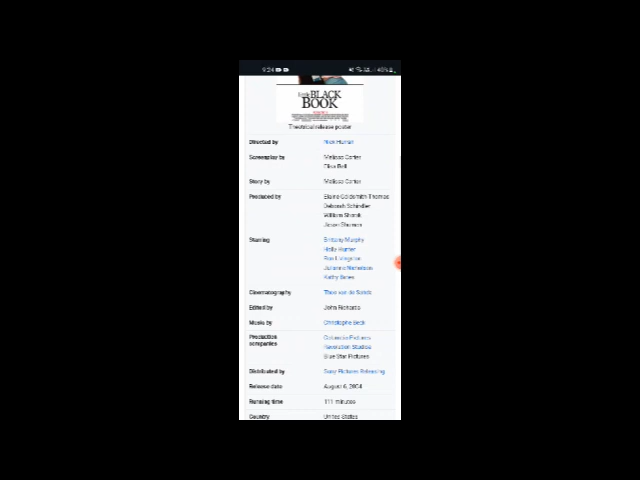 Little BLACK
BOOK
Theatrical release poster
Directed by Nick Hurran
Screenplay by Melissa Carter
Elisa Bell
Story by Melissa Carter
Produced by Elaine Goldsmith-Thomas
Deborah Schindler
William Sherak
Jason Shuman
Starring Brittany Murphy
Holly Hunter
Ron Livingston
Julianne Nicholson
Kathy Bates
Cinematography Theo van de Sande
Edited by John Richards
Music by Christophe Beck
Production Columbia Pictures
companies Revolution Studios
Blue Star Pictures
Distributed by Sony Pictures Releasing
Release date August 6, 2004
Running time 111 minutes
Country United States